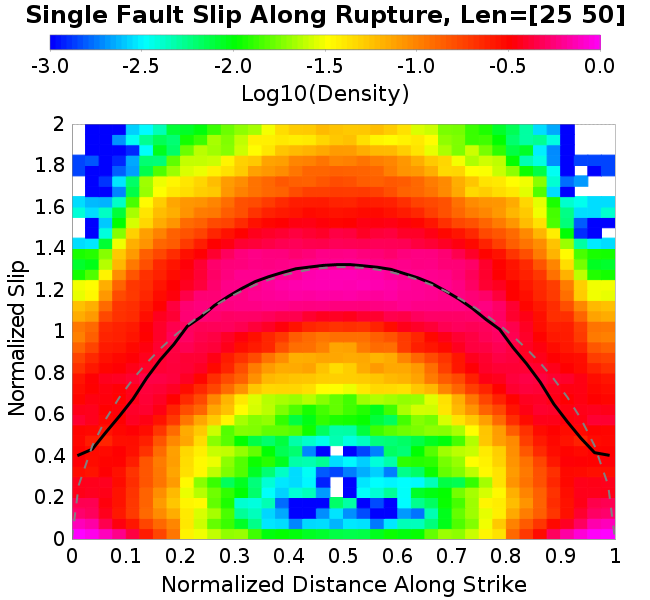 Single Fault Slip Along Rupture, Len=[25 50]
-3.0 -2.5 -2.0 -1.5 -1.0 -0.5 0.0
Log10(Density)
2
1.8
1.6
1.4
1.2
1
0.8
0.6
0.4
0.2
0
Normalized Slip
0 0.1 0.2 0.3 0.4 0.5 0.6 0.7 0.8 0.9 1
Normalized Distance Along Strike